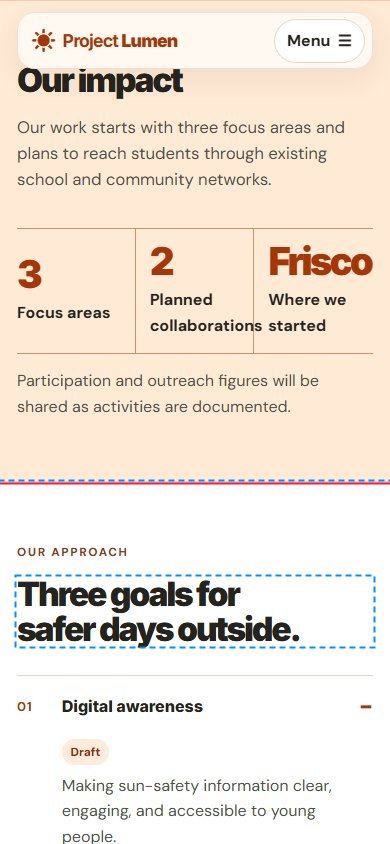 Project Lumen
Menu
Our impact
Our work starts with three focus areas and
plans to reach students through existing
school and community networks.
3
Focus areas
2
Planned
collaborations
Frisco
Where we
started
Participation and outreach figures will be
shared as activities are documented.
OUR APPROACH
Three goals for
safer days outside.
01 Digital awareness
Draft
Making sun-safety information clear,
engaging, and accessible to young
people.